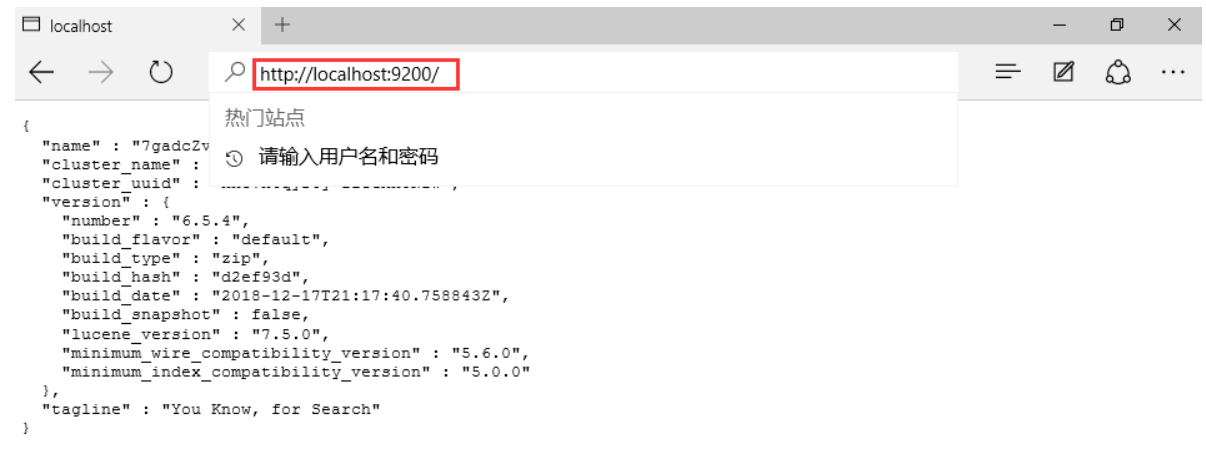 localhost
http://localhost:9200/
热门站点
请输入用户名和密码
{
"name" : "7gadcZv
"cluster_name" :
"cluster_uuid" :
"version" : {
"number" : "6.5.4",
"build_flavor" : "default",
"build_type" : "zip",
"build_hash" : "d2ef93d",
"build_date" : "2018-12-17T21:17:40.758843Z",
"build_snapshot" : false,
"lucene_version" : "7.5.0",
"minimum_wire_compatibility_version" : "5.6.0",
"minimum_index_compatibility_version" : "5.0.0"
},
"tagline" : "You Know, for Search"
}